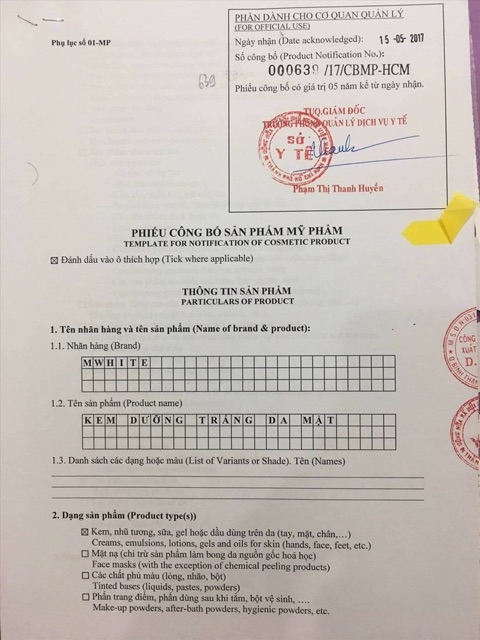 Phụ lục số 01-MP
PHẦN DÀNH CHO CƠ QUAN QUẢN LÝ
(FOR OFFICIAL USE)
Ngày nhận (Date acknowledged): 15 -05- 2017
Số công bố (Product Notification No.):
000639 /17/CBMP-HCM
Phiếu công bố có giá trị 05 năm kể từ ngày nhận.
639
TUQ.GIÁM ĐỐC
TRƯỞNG PHÒNG QUẢN LÝ DỊCH VỤ Y TẾ
SỞ
Y TẾ
Phạm Thị Thanh Huyền
PHIẾU CÔNG BỐ SẢN PHẨM MỸ PHẨM
TEMPLATE FOR NOTIFICATION OF COSMETIC PRODUCT
☒ Đánh dấu vào ô thích hợp (Tick where applicable)
THÔNG TIN SẢN PHẨM
PARTICULARS OF PRODUCT
1. Tên nhãn hàng và tên sản phẩm (Name of brand & product):
1.1. Nhãn hàng (Brand)
MWHITE
1.2. Tên sản phẩm (Product name)
KEM DƯỠNG TRẮNG DA MẶT
1.3. Danh sách các dạng hoặc màu (List of Variants or Shade). Tên (Names)
2. Dạng sản phẩm (Product type(s))
☒ Kem, nhũ tương, sữa, gel hoặc dầu dùng trên da (tay, mặt, chân,…)
Creams, emulsions, lotions, gels and oils for skin (hands, face, feet, etc.)
☐ Mặt nạ (chỉ trừ sản phẩm làm bong da nguồn gốc hoá học)
Face masks (with the exception of chemical peeling products)
☐ Các chất phủ màu (lỏng, nhão, bột)
Tinted bases (liquids, pastes, powders)
☐ Phấn trang điểm, phấn dùng sau khi tắm, bột vệ sinh, ….
Make-up powders, after-bath powders, hygienic powders, etc.